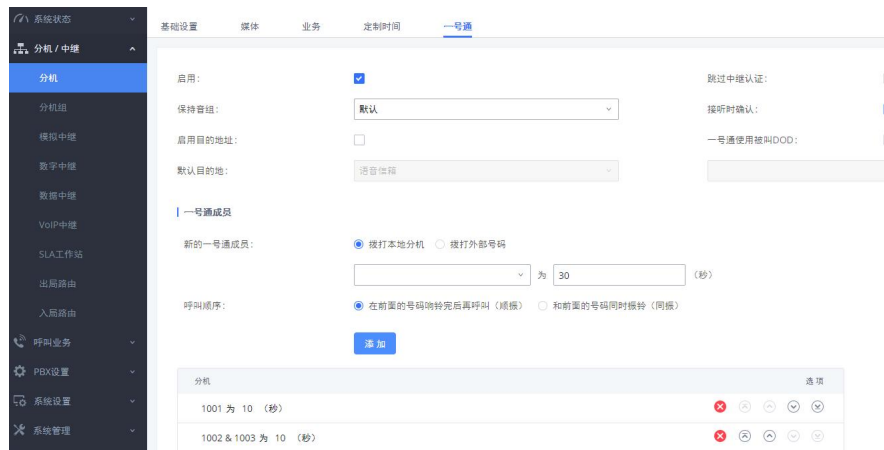 系统状态
分机 / 中继
分机
分机组
模拟中继
数字中继
数据中继
VoIP中继
SLA工作站
出局路由
入局路由
呼叫业务
PBX设置
系统设置
系统管理
基础设置 媒体 业务 定制时间 一号通
启用: 跳过中继认证:
保持音组: 默认 接听时确认:
启用目的地址: 一号通使用被叫DOD:
默认目的地: 语音信箱
一号通成员
新的一号通成员: 拨打本地分机 拨打外部号码
为 30 (秒)
呼叫顺序: 在前面的号码响铃完后再呼叫（顺振） 和前面的号码同时振铃（同振）
添加
分机 选项
1001 为 10 (秒)
1002 & 1003 为 10 (秒)